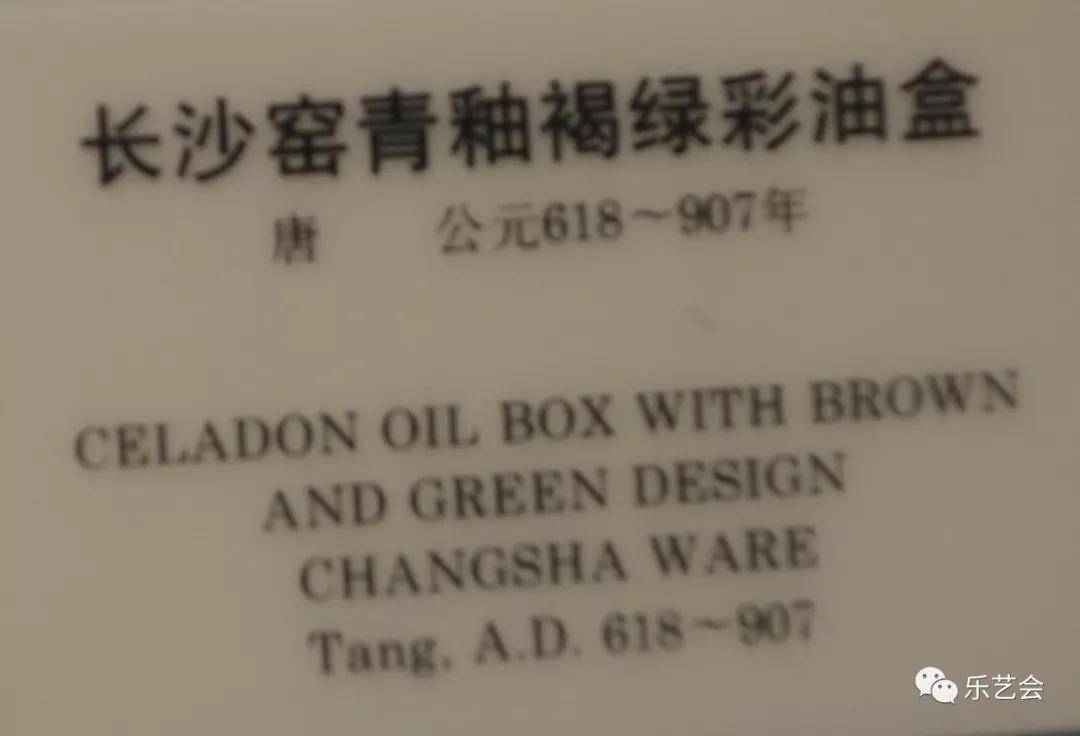 长沙窑青釉褐绿彩油盒
唐 公元618～907年
CELADON OIL BOX WITH BROWN
AND GREEN DESIGN
CHANGSHA WARE
Tang, A.D. 618～907
乐艺会